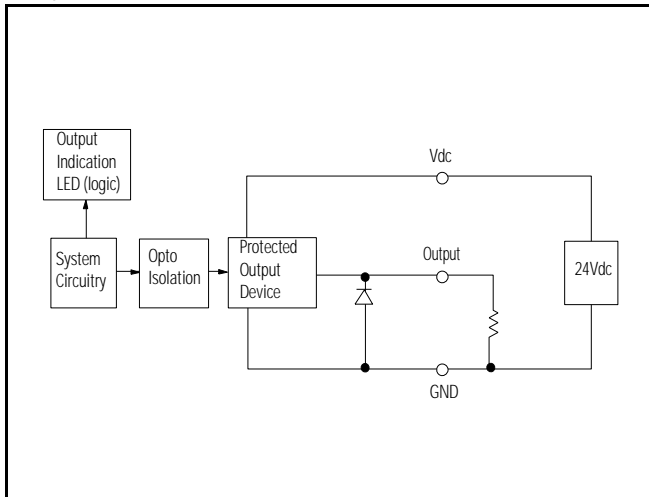 Output
Indication
LED (logic)
Vdc
System
Circuitry
Opto
Isolation
Protected
Output
Device
Output
24Vdc
GND